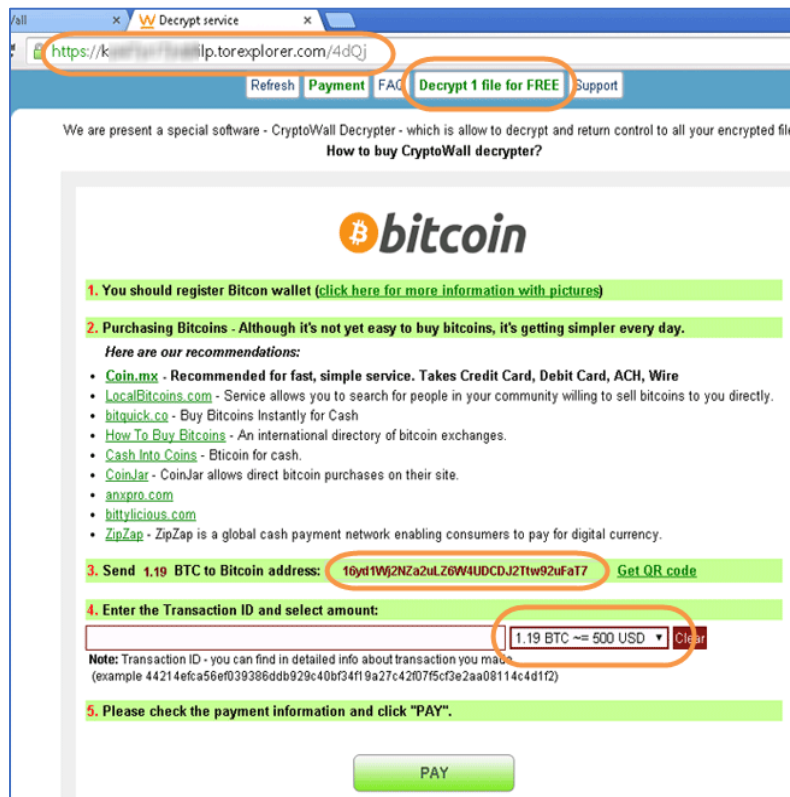 /all
Decrypt service
https://k ilp.torexplorer.com/4dQj
Refresh Payment FAQ Decrypt 1 file for FREE Support
We are present a special software - CryptoWall Decrypter - which is allow to decrypt and return control to all your encrypted file
How to buy CryptoWall decrypter?
bitcoin
1. You should register Bitcon wallet (click here for more information with pictures)
2. Purchasing Bitcoins - Although it's not yet easy to buy bitcoins, it's getting simpler every day.
Here are our recommendations:
Coin.mx - Recommended for fast, simple service. Takes Credit Card, Debit Card, ACH, Wire
LocalBitcoins.com - Service allows you to search for people in your community willing to sell bitcoins to you directly.
bitquick.co - Buy Bitcoins Instantly for Cash
How To Buy Bitcoins - An international directory of bitcoin exchanges.
Cash Into Coins - Bticoin for cash.
CoinJar - CoinJar allows direct bitcoin purchases on their site.
anxpro.com
bittylicious.com
ZipZap - ZipZap is a global cash payment network enabling consumers to pay for digital currency.
3. Send 1.19 BTC to Bitcoin address: 16yd1Wj2NZa2uLZ6W4UDCDJ2Ttw92uFaT7 Get QR code
4. Enter the Transaction ID and select amount:
1.19 BTC ~= 500 USD Clear
Note: Transaction ID - you can find in detailed info about transaction you made.
(example 44214efca56ef039386ddb929c40bf34f19a27c42f07f5cf3e2aa08114c4d1f2)
5. Please check the payment information and click "PAY".
PAY